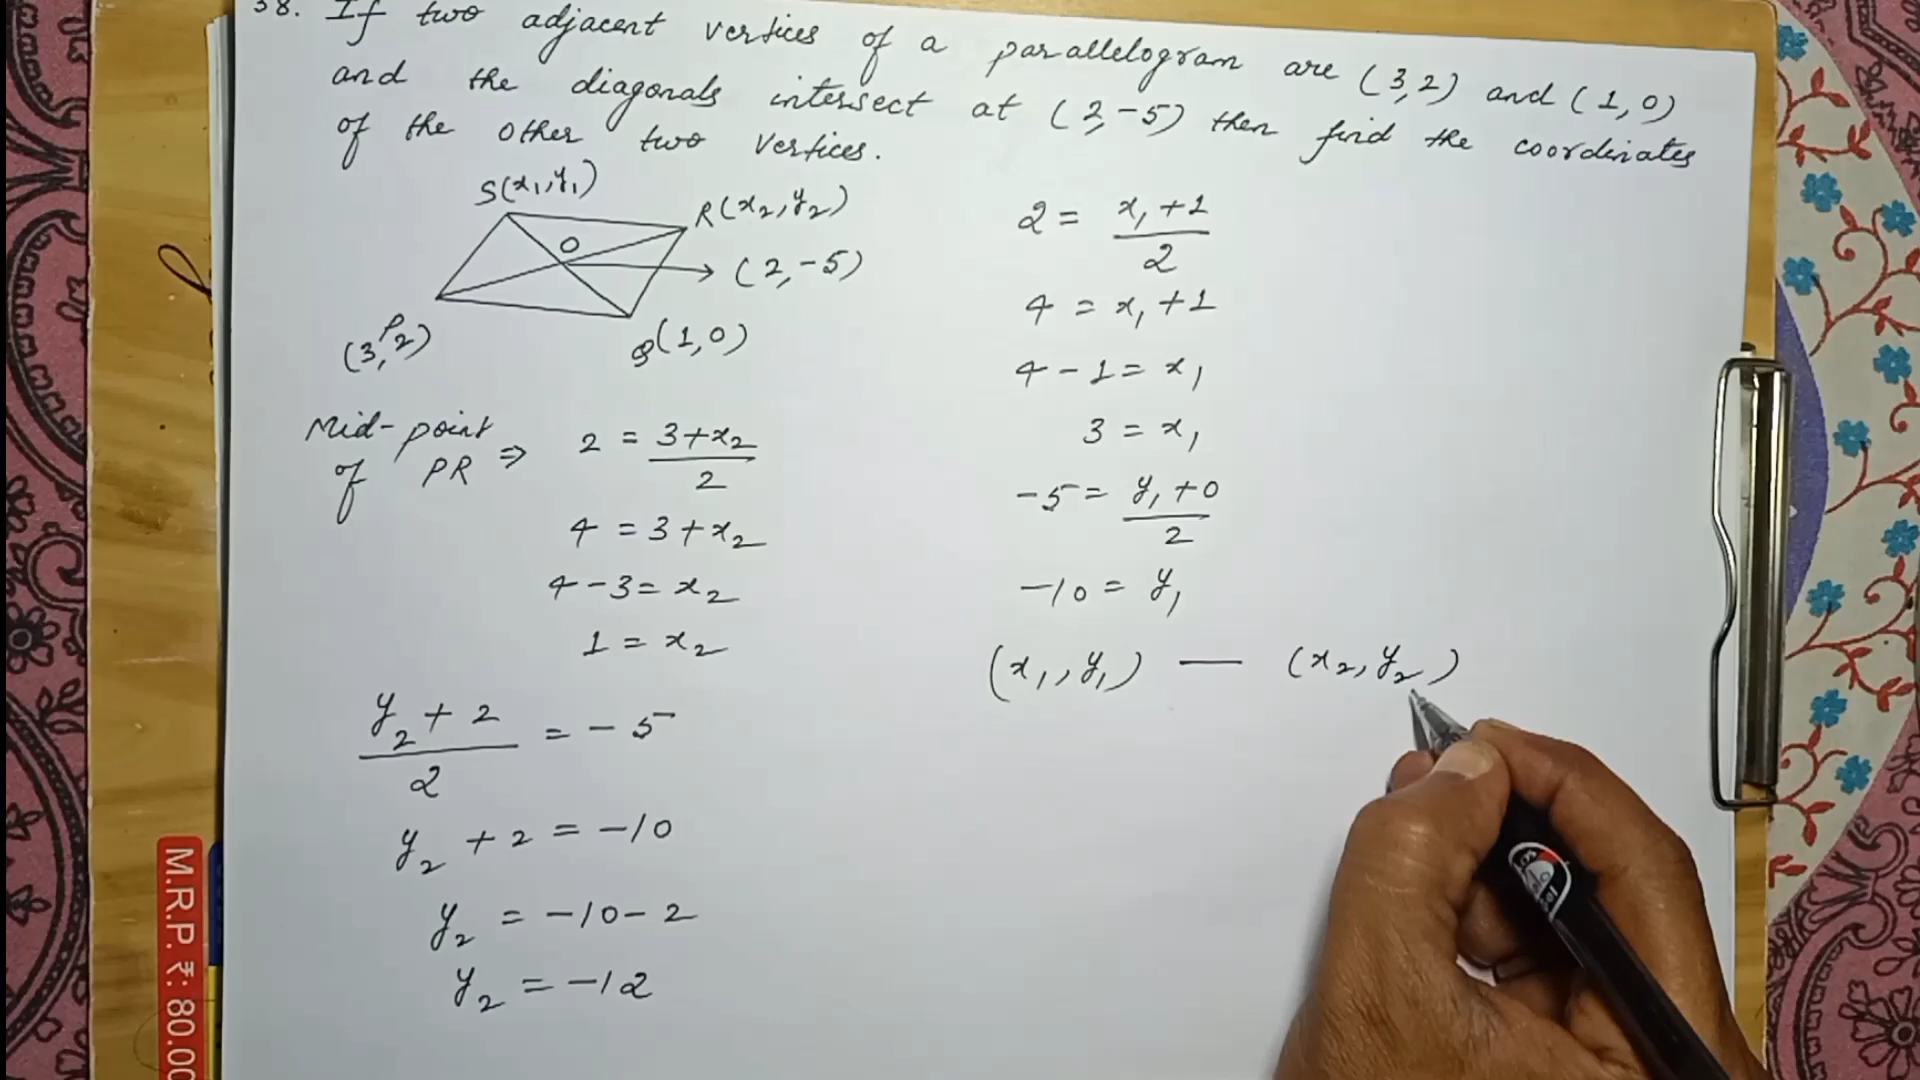 38. If two adjacent vertices of a parallelogram are (3,2) and (1,0)
and the diagonals intersect at (2,-5) then find the coordinates
of the other two vertices.
S(x₁,y₁)
R(x₂,y₂)
O
(2,-5)
P
(3,2)
Q(1,0)
Mid-point
of PR ⇒ 2 = 3+x₂
2
4 = 3+x₂
4-3 = x₂
1 = x₂
y₂ + 2 = -5
2
y₂ + 2 = -10
y₂ = -10-2
y₂ = -12
2 = x₁+1
2
4 = x₁+1
4-1 = x₁
3 = x₁
-5 = y₁+0
2
-10 = y₁
(x₁,y₁) — (x₂,y₂)
M.R.P. ₹: 80.00